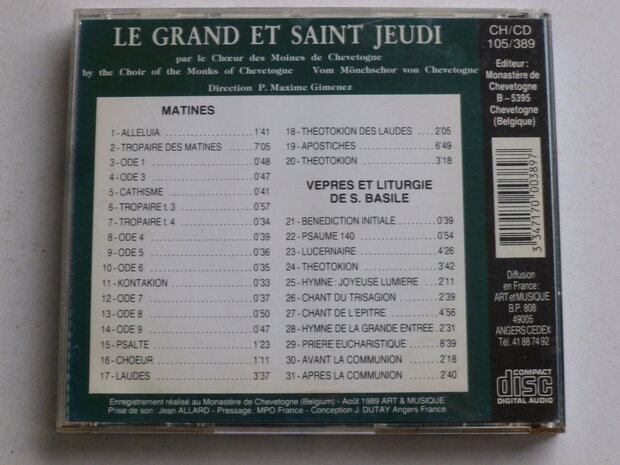 LE GRAND ET SAINT JEUDI
par le Chœur des Moines de Chevetogne
by the Choir of the Monks of Chevetogne Vom Mönchschor von Chevetogne
Direction P. Maxime Gimenez
MATINES
1-ALLELUIA 1'41
2-TROPAIRE DES MATINES 7'05
3-ODE 1 0'48
4-ODE 3 0'47
5-CATHISME 0'41
6-TROPAIRE t. 3 0'57
7-TROPAIRE t. 4 0'34
8-ODE 4 0'39
9-ODE 5 0'36
10-ODE 6 0'35
11-KONTAKION 0'33
12-ODE 7 0'37
13-ODE 8 0'50
14-ODE 9 0'47
15-PSALTE 1'23
16-CHOEUR 1'11
17-LAUDES 3'37
18-THEOTOKION DES LAUDES 2'05
19-APOSTICHES 6'49
20-THEOTOKION 3'18
VEPRES ET LITURGIE
DE S. BASILE
21-BENEDICTION INITIALE 0'39
22-PSAUME 140 0'54
23-LUCERNAIRE 4'26
24-THEOTOKION 3'42
25-HYMNE: JOYEUSE LUMIERE 2'11
26-CHANT DU TRISAGION 2'39
27-CHANT DE L'EPITRE 4'56
28-HYMNE DE LA GRANDE ENTREE 2'31
29-PRIERE EUCHARISTIQUE 8'39
30-AVANT LA COMMUNION 2'18
31-APRES LA COMMUNION 2'40
Enregistrement réalisé au Monastère de Chevetogne (Belgium) - Août 1989 ART & MUSIQUE
Prise de son: Jean ALLARD - Pressage: MPO France - Conception J. DUTAY Angers France
CH/CD
105/389
Editeur:
Monastère de
Chevetogne
B-5395
Chevetogne
(Belgique)
3 347170 003897
Diffusion
en France:
ART et MUSIQUE
B.P. 808
49005
ANGERS CEDEX
Tél. 41 88 74 92
COMPACT
disc
DIGITAL AUDIO